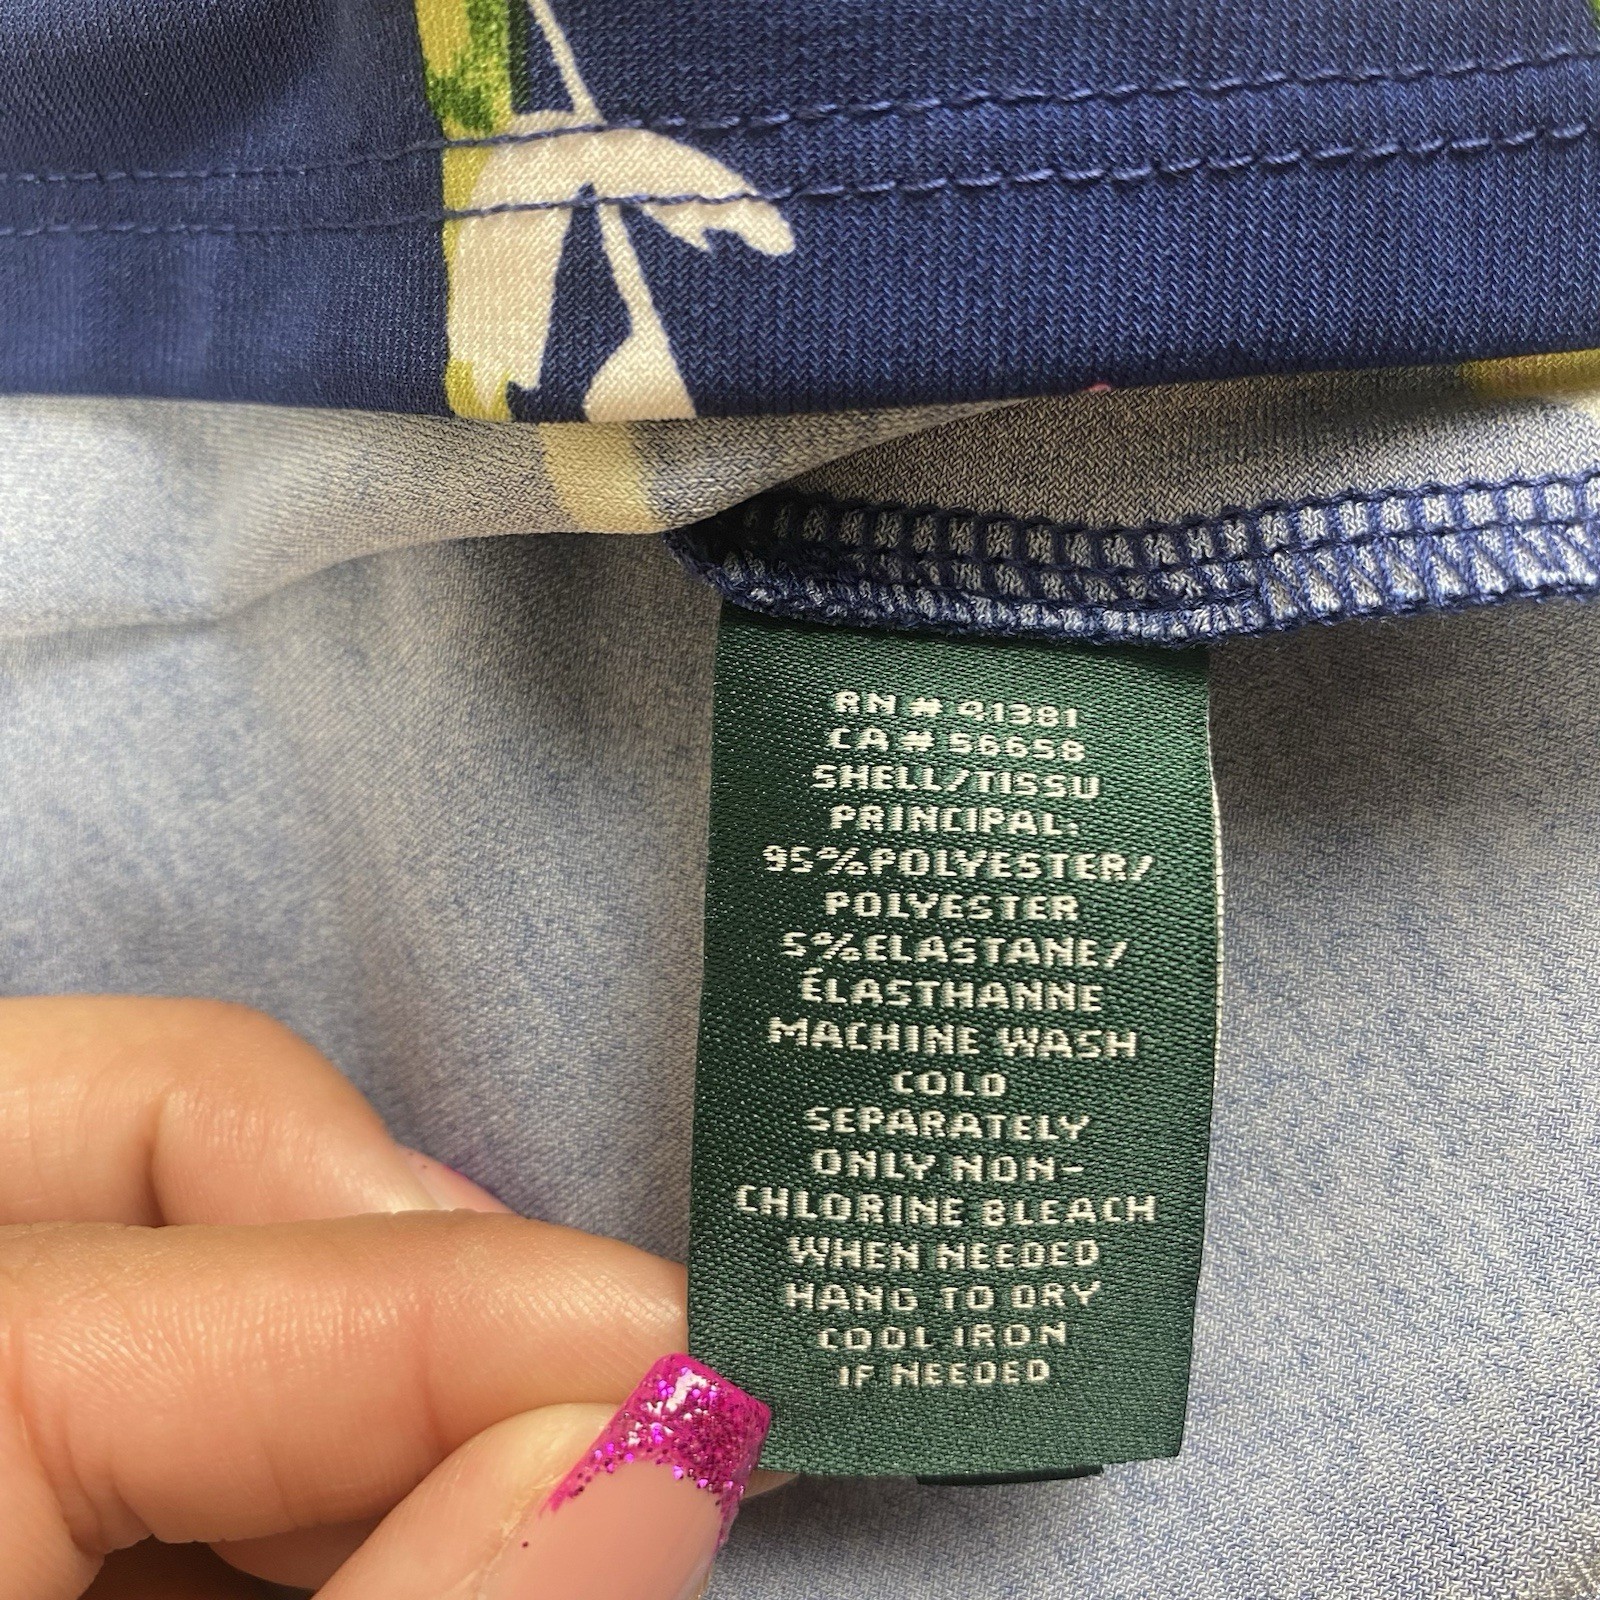 RN # 41381
CA # 56658
SHELL/TISSU
PRINCIPAL:
95%POLYESTER/
POLYESTER
5%ELASTANE/
ÉLASTHANNE
MACHINE WASH
COLD
SEPARATELY
ONLY NON-
CHLORINE BLEACH
WHEN NEEDED
HANG TO DRY
COOL IRON
IF NEEDED